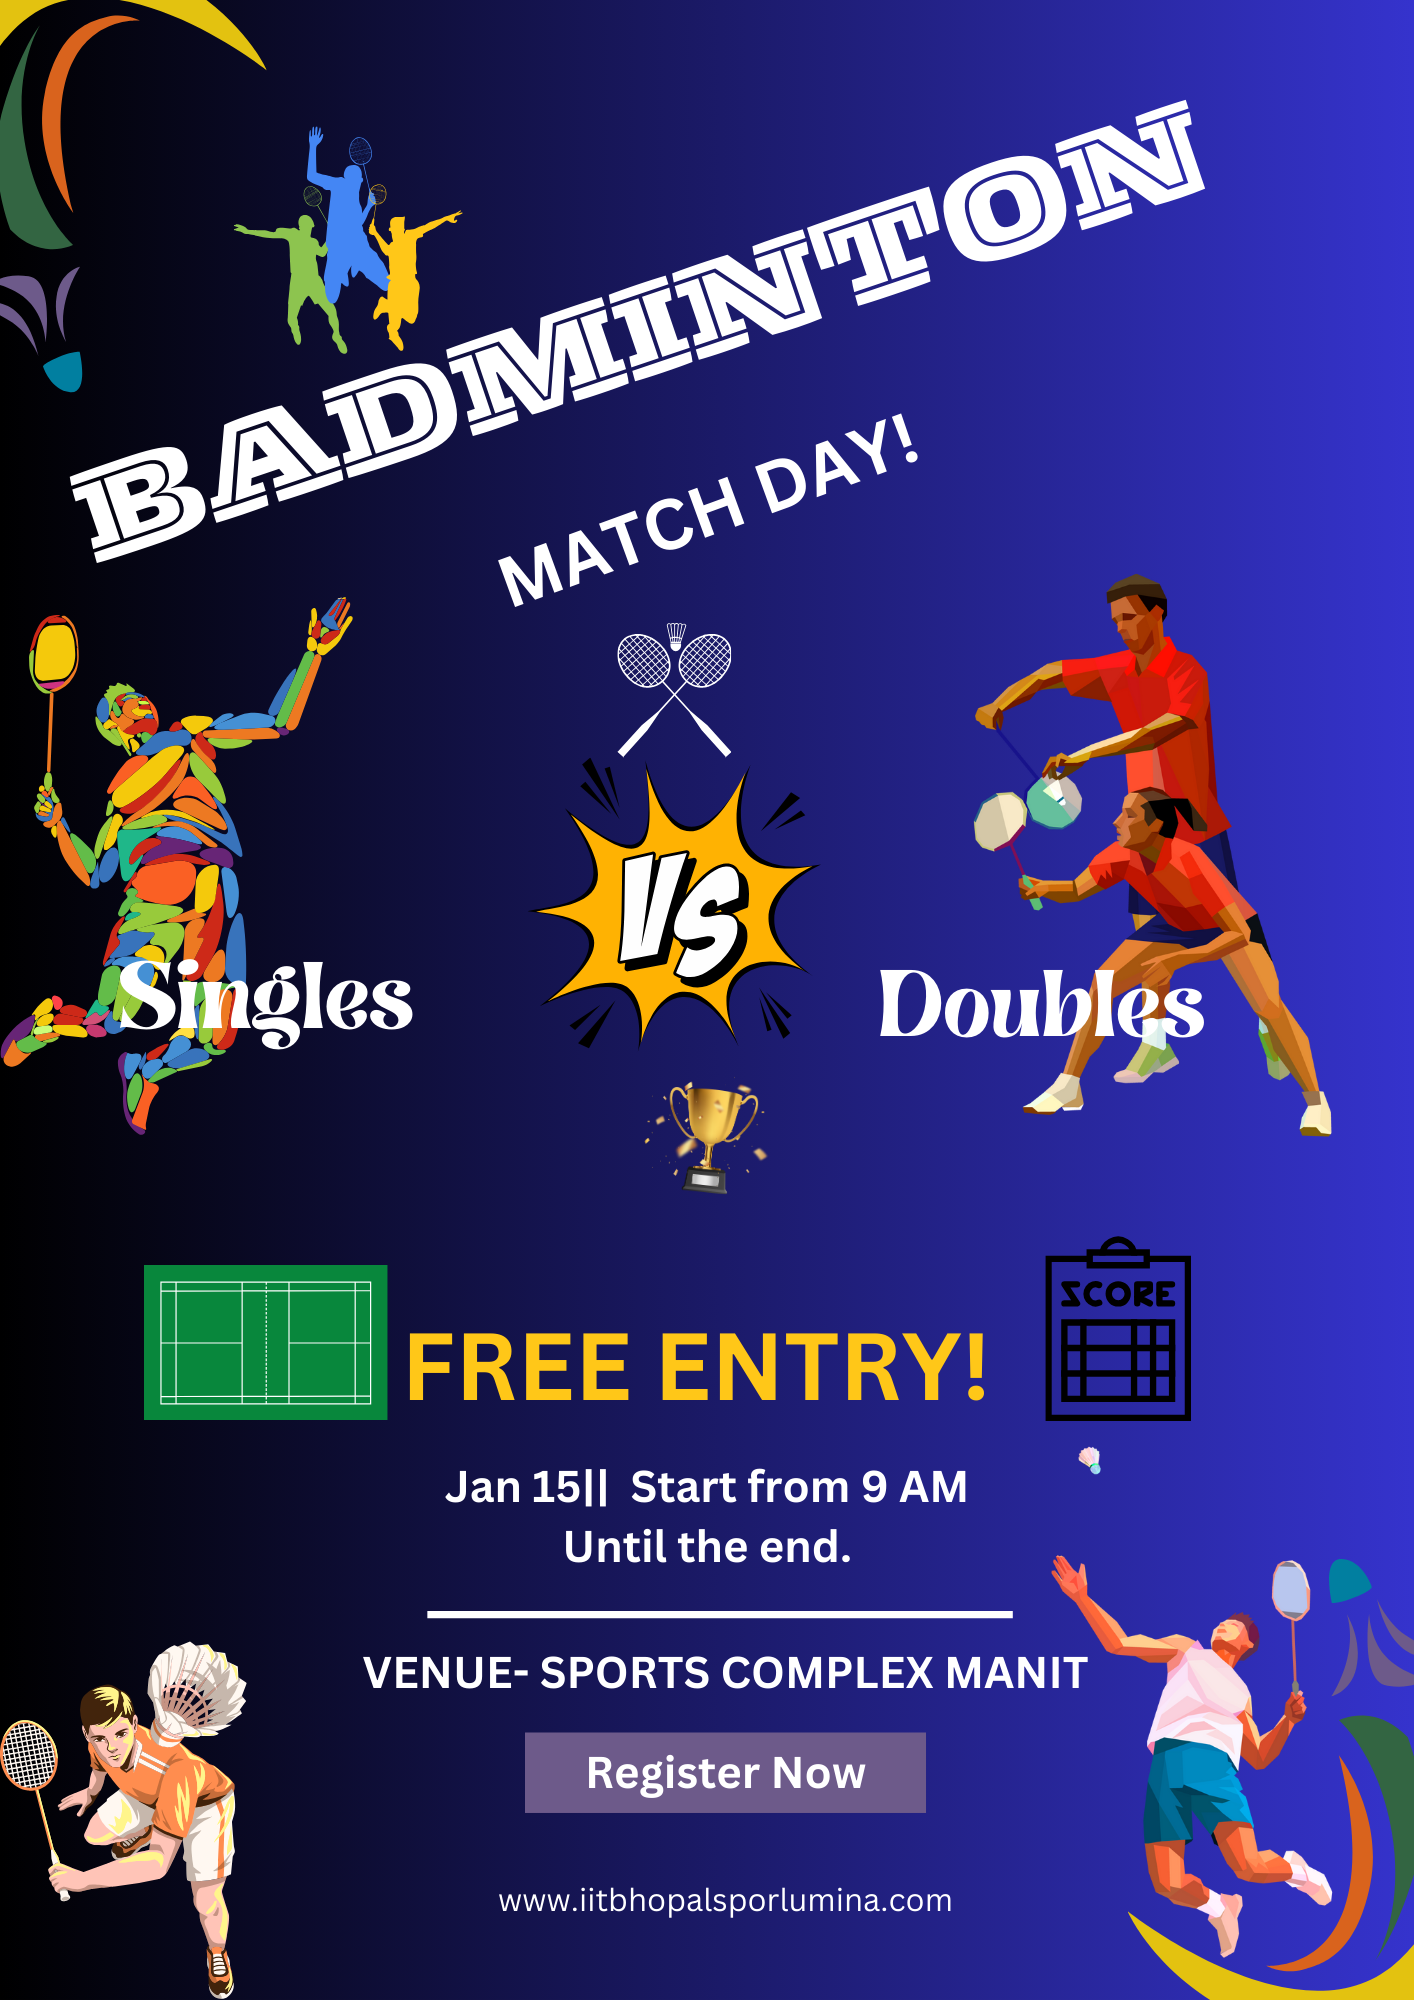 BADMINTON
MATCH DAY!
VS
Singles
Doubles
SCORE
FREE ENTRY!
Jan 15|| Start from 9 AM
Until the end.
VENUE- SPORTS COMPLEX MANIT
Register Now
www.iitbhopalsporlumina.com